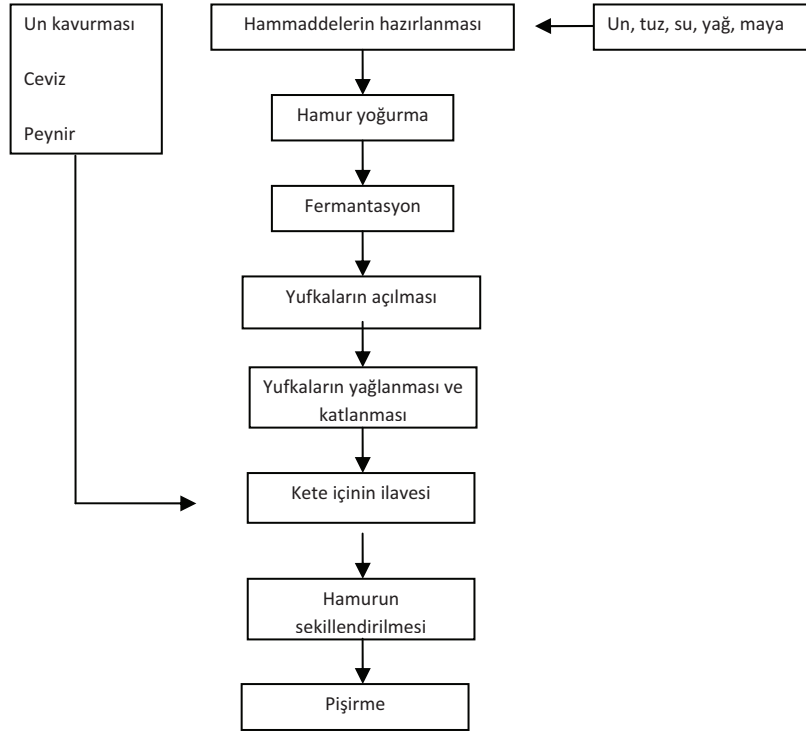 Un kavurması
Ceviz
Peynir
Hammaddelerin hazırlanması
Un, tuz, su, yağ, maya
Hamur yoğurma
Fermantasyon
Yufkaların açılması
Yufkaların yağlanması ve
katlanması
Kete içinin ilavesi
Hamurun
sekillendirilmesi
Pişirme